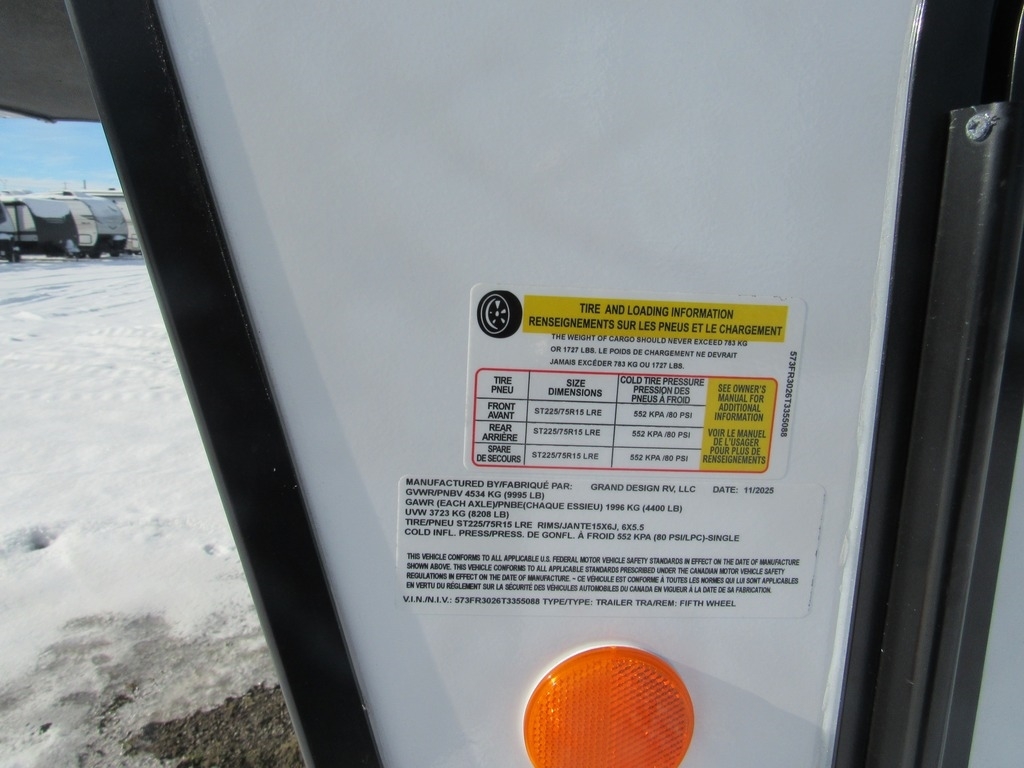 TIRE AND LOADING INFORMATION
RENSEIGNEMENTS SUR LES PNEUS ET LE CHARGEMENT
THE WEIGHT OF CARGO SHOULD NEVER EXCEED 783 KG
OR 1727 LBS. LE POIDS DE CHARGEMENT NE DEVRAIT
JAMAIS EXCÉDER 783 KG OU 1727 LBS.
TIRE SIZE COLD TIRE PRESSURE
PNEU DIMENSIONS PRESSION DES
PNEUS À FROID
FRONT
AVANT ST225/75R15 LRE 552 KPA /80 PSI
REAR
ARRIÈRE ST225/75R15 LRE 552 KPA /80 PSI
SPARE
DE SECOURS ST225/75R15 LRE 552 KPA /80 PSI
SEE OWNER'S
MANUAL FOR
ADDITIONAL
INFORMATION
VOIR LE MANUEL
DE L'USAGER
POUR PLUS DE
RENSEIGNEMENTS
573FR3026T3355088
MANUFACTURED BY/FABRIQUÉ PAR: GRAND DESIGN RV, LLC DATE: 11/2025
GVWR/PNBV 4534 KG (9995 LB)
GAWR (EACH AXLE)/PNBE(CHAQUE ESSIEU) 1996 KG (4400 LB)
UVW 3723 KG (8208 LB)
TIRE/PNEU ST225/75R15 LRE RIMS/JANTE15X6J, 6X5.5
COLD INFL. PRESS/PRESS. DE GONFL. À FROID 552 KPA (80 PSI/LPC)-SINGLE
THIS VEHICLE CONFORMS TO ALL APPLICABLE U.S. FEDERAL MOTOR VEHICLE SAFETY STANDARDS IN EFFECT ON THE DATE OF MANUFACTURE
SHOWN ABOVE. THIS VEHICLE CONFORMS TO ALL APPLICABLE STANDARDS PRESCRIBED UNDER THE CANADIAN MOTOR VEHICLE SAFETY
REGULATIONS IN EFFECT ON THE DATE OF MANUFACTURE. ~ CE VÉHICULE EST CONFORME À TOUTES LES NORMES QUI LUI SONT APPLICABLES
EN VERTU DU RÈGLEMENT SUR LA SÉCURITÉ DES VÉHICULES AUTOMOBILES DU CANADA EN VIGUEUR À LA DATE DE SA FABRICATION.
V.I.N./N.I.V.: 573FR3026T3355088 TYPE/TYPE: TRAILER TRA/REM: FIFTH WHEEL